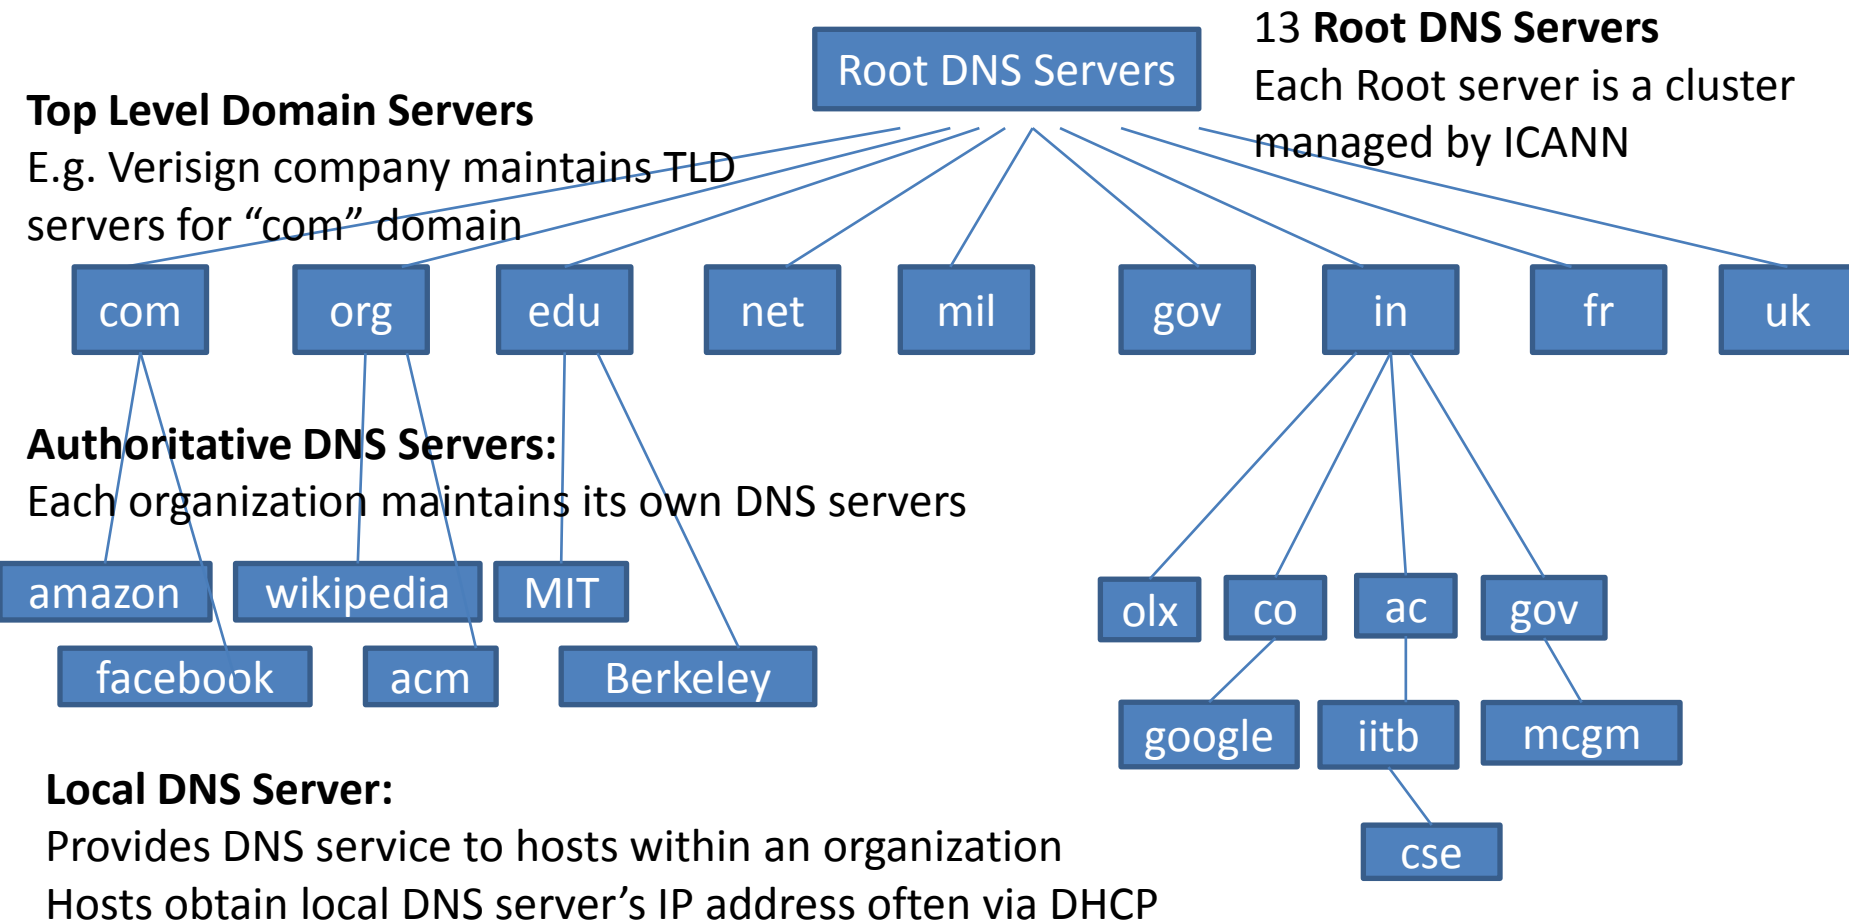 Root DNS Servers
13 Root DNS Servers
Each Root server is a cluster
managed by ICANN
Top Level Domain Servers
E.g. Verisign company maintains TLD
servers for “com” domain
com
org
edu
net
mil
gov
in
fr
uk
Authoritative DNS Servers:
Each organization maintains its own DNS servers
amazon
wikipedia
MIT
olx
co
ac
gov
facebook
acm
Berkeley
google
iitb
mcgm
cse
Local DNS Server:
Provides DNS service to hosts within an organization
Hosts obtain local DNS server’s IP address often via DHCP